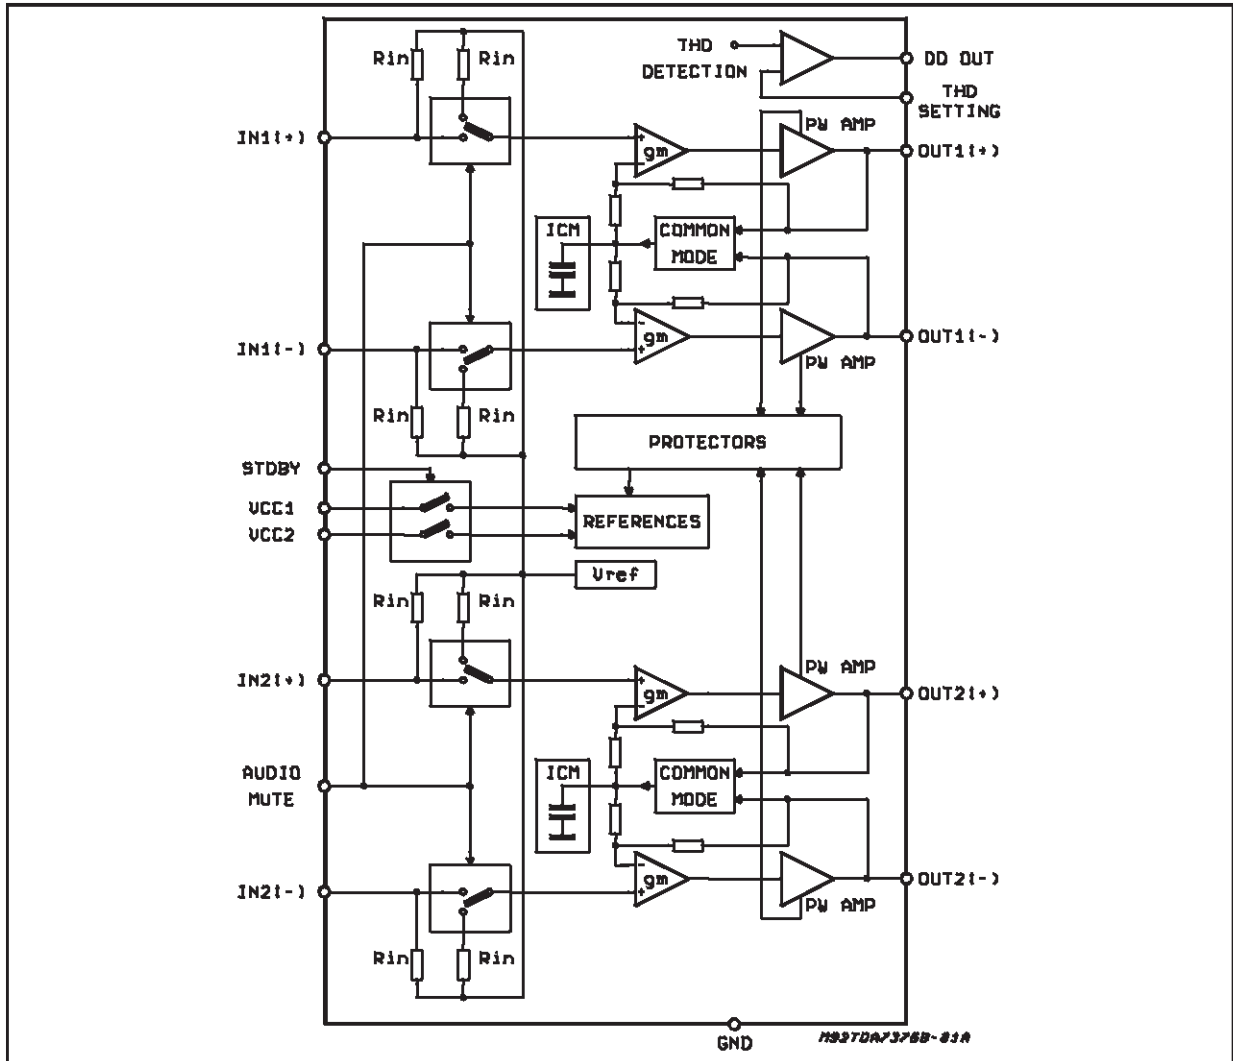 Rin Rin
THD
DETECTION
DD OUT
THD
SETTING
IN1(+)
gm
PW AMP
OUT1(+)
ICM
COMMON
MODE
IN1(-)
gm
PW AMP
OUT1(-)
Rin Rin
PROTECTORS
STDBY
VCC1
VCC2
REFERENCES
Vref
Rin Rin
IN2(+)
gm
PW AMP
OUT2(+)
AUDIO
MUTE
ICM
COMMON
MODE
IN2(-)
gm
PW AMP
OUT2(-)
Rin Rin
GND
M92TDA7376B-01A